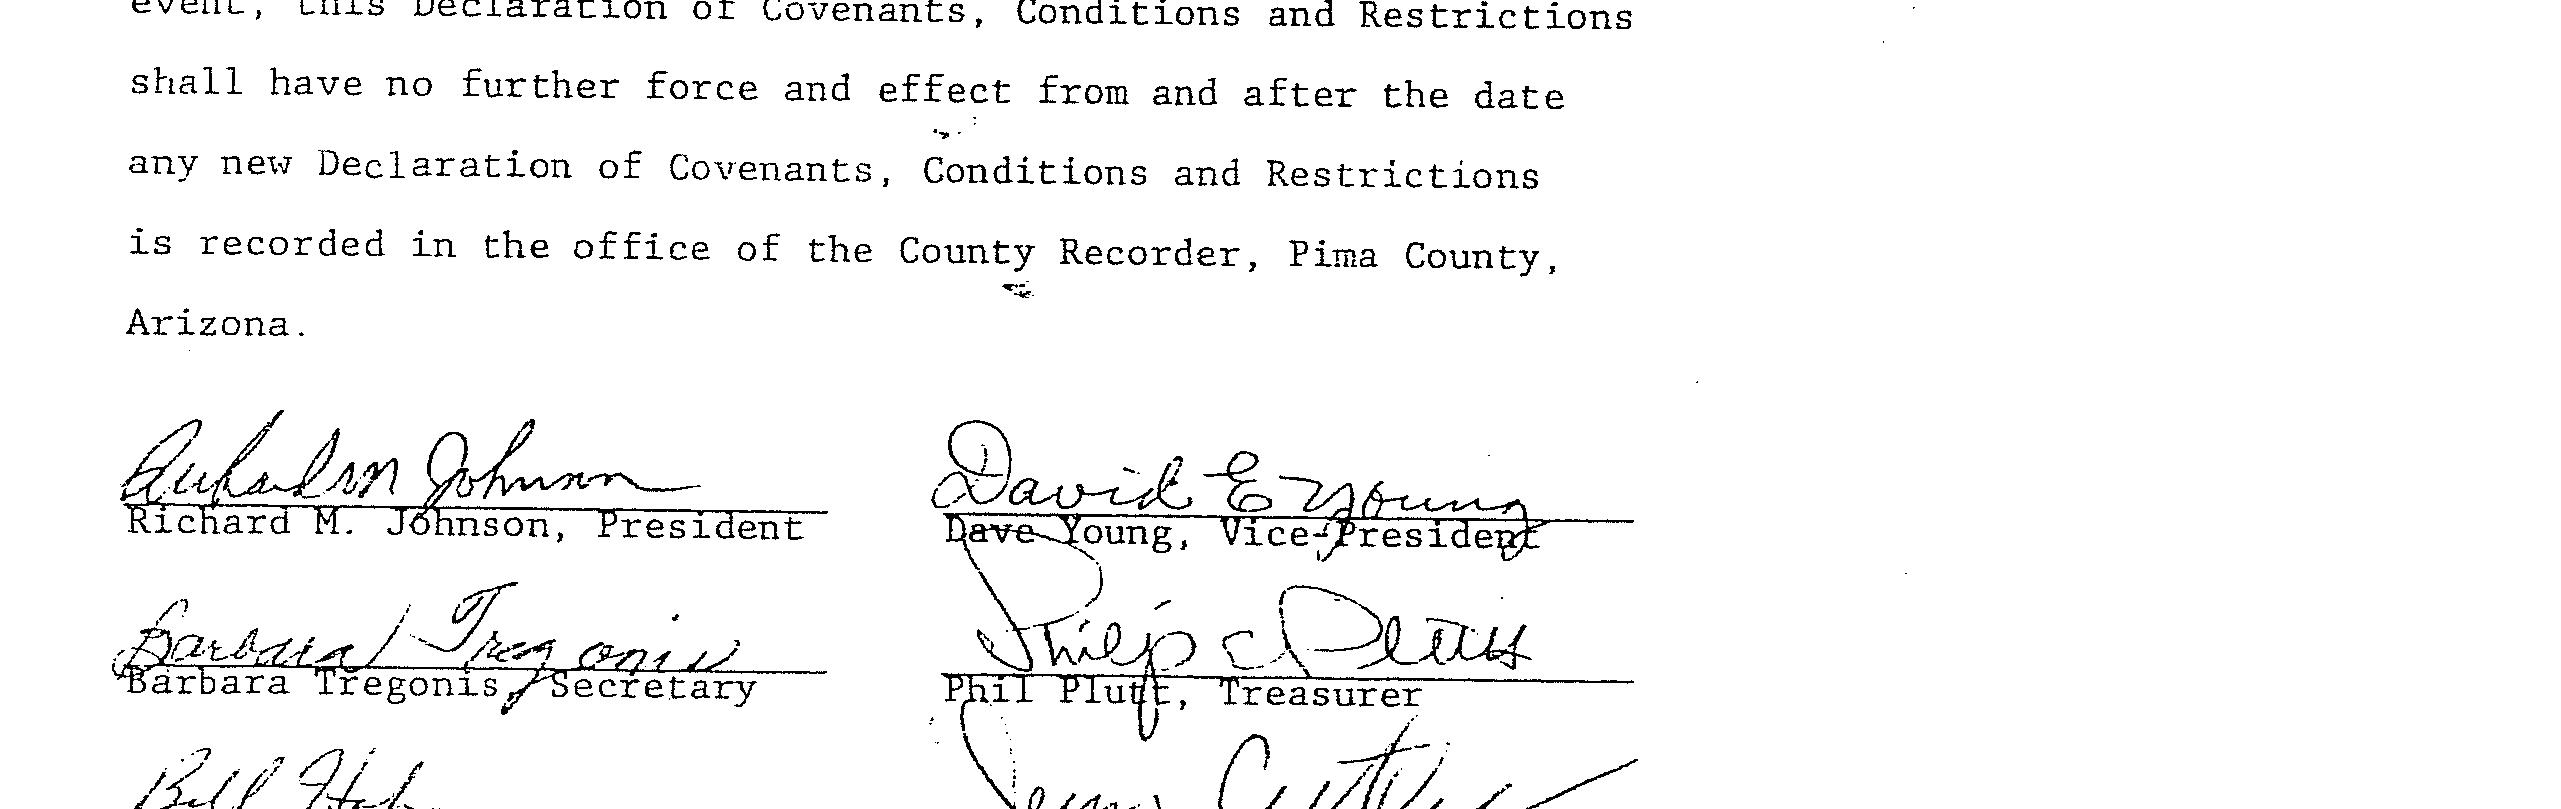 event, this Declaration of Covenants, Conditions and Restrictions
shall have no further force and effect from and after the date
any new Declaration of Covenants, Conditions and Restrictions
is recorded in the office of the County Recorder, Pima County,
Arizona.
Richard M Johnson David E Young
Richard M. Johnson, President Dave Young, Vice-President
Barbara Tregonis Philip C
Barbara Tregonis, Secretary Phil Plutt, Treasurer
Bill